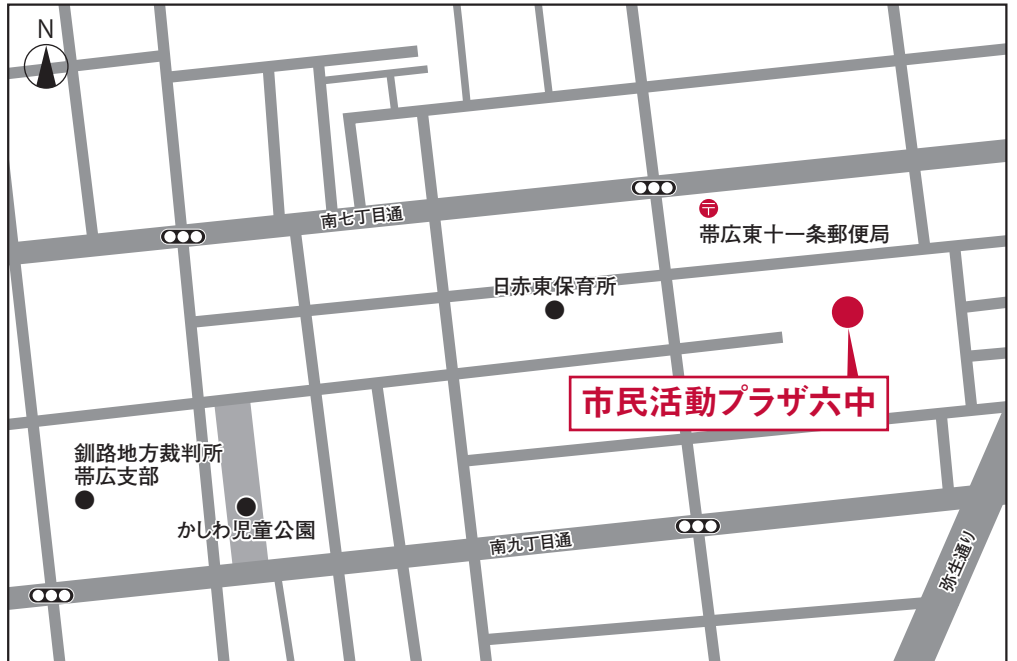 N
南七丁目通
〒
帯広東十一条郵便局
日赤東保育所
市民活動プラザ六中
釧路地方裁判所
帯広支部
かしわ児童公園
南九丁目通
弥生通り